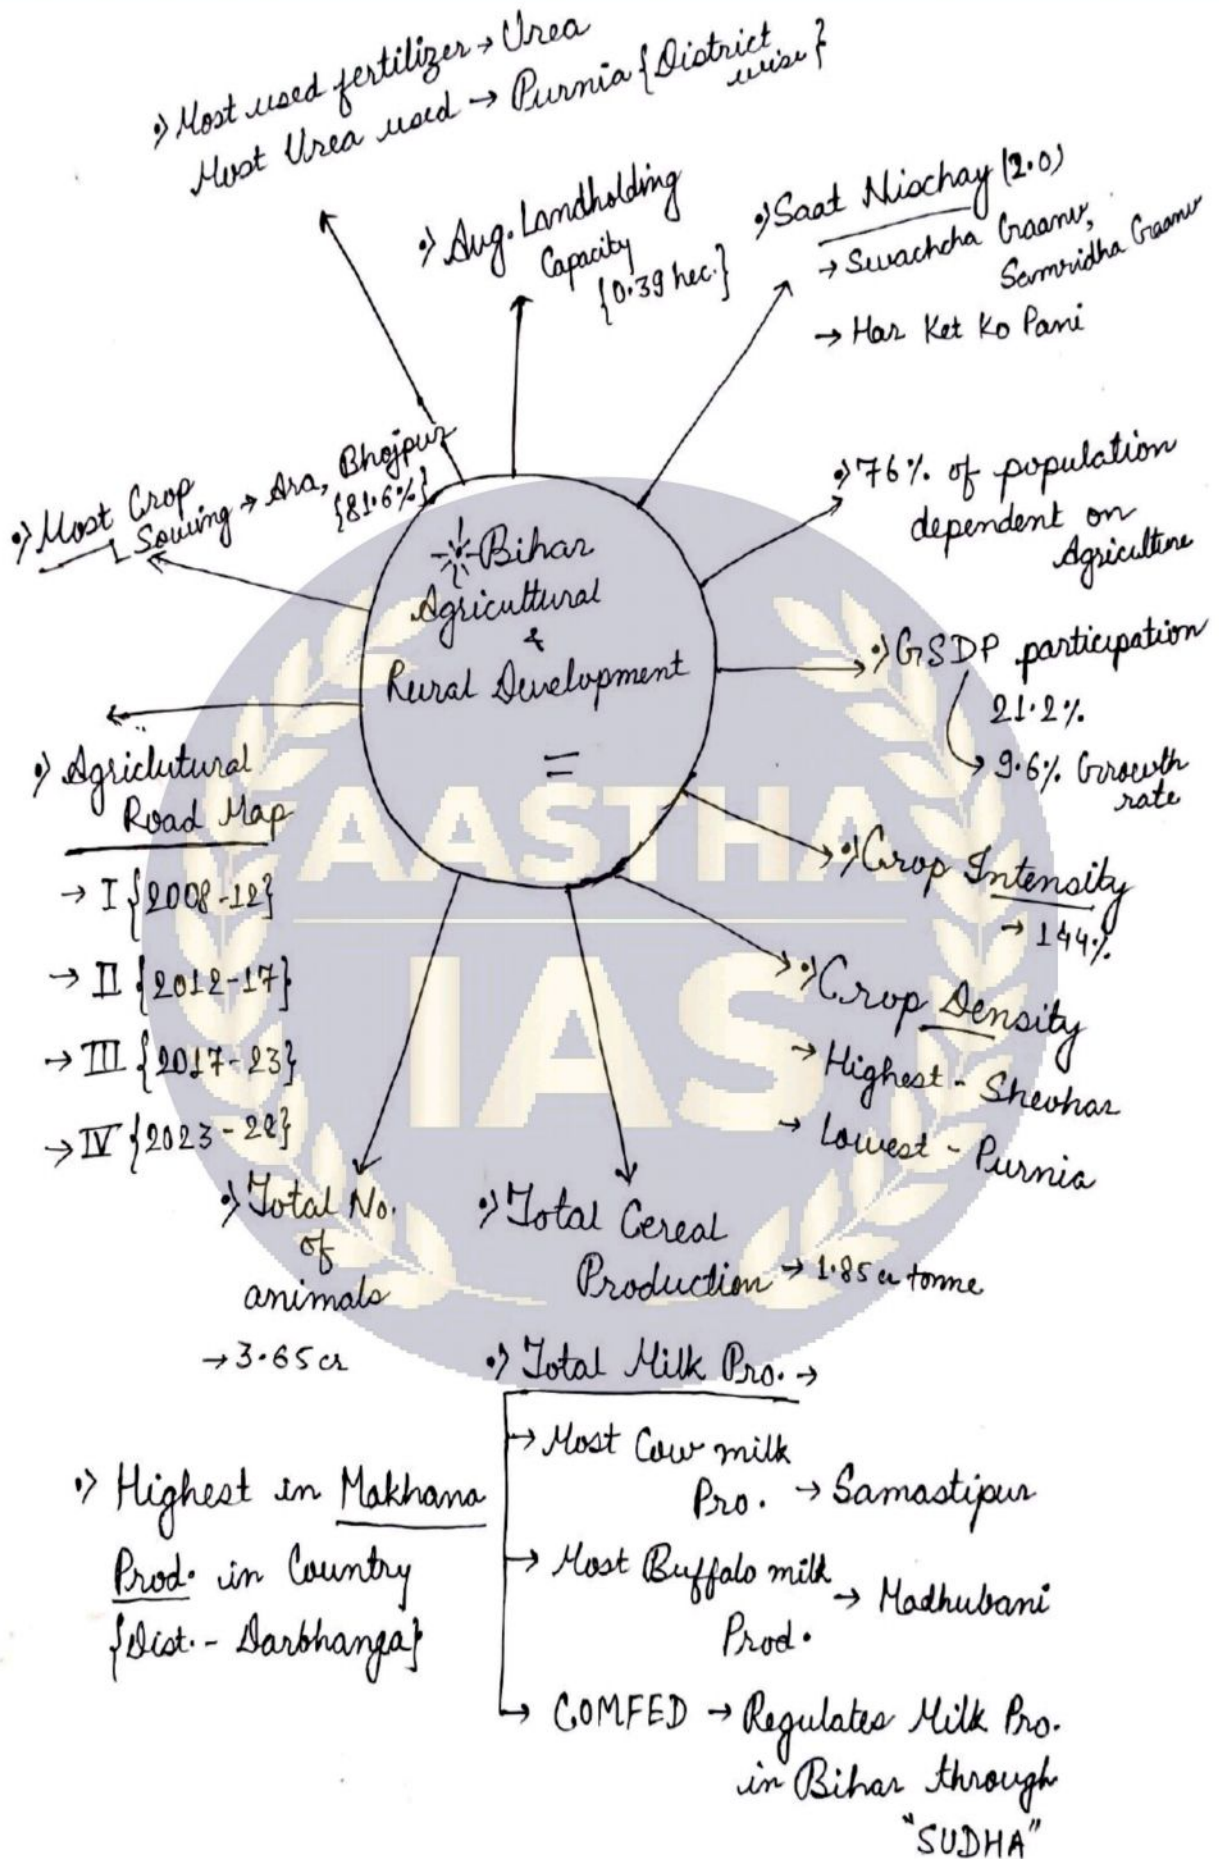 •) Most used fertilizer → Urea
Most Urea used → Purnia {District
wise}
•) Avg. Landholding
Capacity
{0.39 hec.}
•) Saat Nischay (2.0)
→ Swachcha Gaanv,
Samridha Gaanv
→ Har Ket Ko Pani
•) Most Crop
Sowing → Ara, Bhojpur
{81.6%}
Bihar
Agricultural
&
Rural Development
•) 76% of population
dependent on
Agriculture
•) GSDP participation
21.2%
→ 9.6% Growth
rate
•) Crop Intensity
→ 144%
•) Crop Density
→ Highest - Sheohar
→ Lowest - Purnia
•) Agriclutural
Road Map
→ I {2008-12}
→ II {2012-17}
→ III {2017-23}
→ IV {2023-28}
•) Total No.
of
animals
→ 3.65 cr
•) Total Cereal
Production → 1.85 cr tonne
•) Total Milk Pro. →
→ Most Cow milk
Pro. → Samastipur
→ Most Buffalo milk
Prod. → Madhubani
→ COMFED → Regulates Milk Pro.
in Bihar through
"SUDHA"
•) Highest in Makhana
Prod. in Country
{Dist. - Darbhanga}
AASTHA
IAS